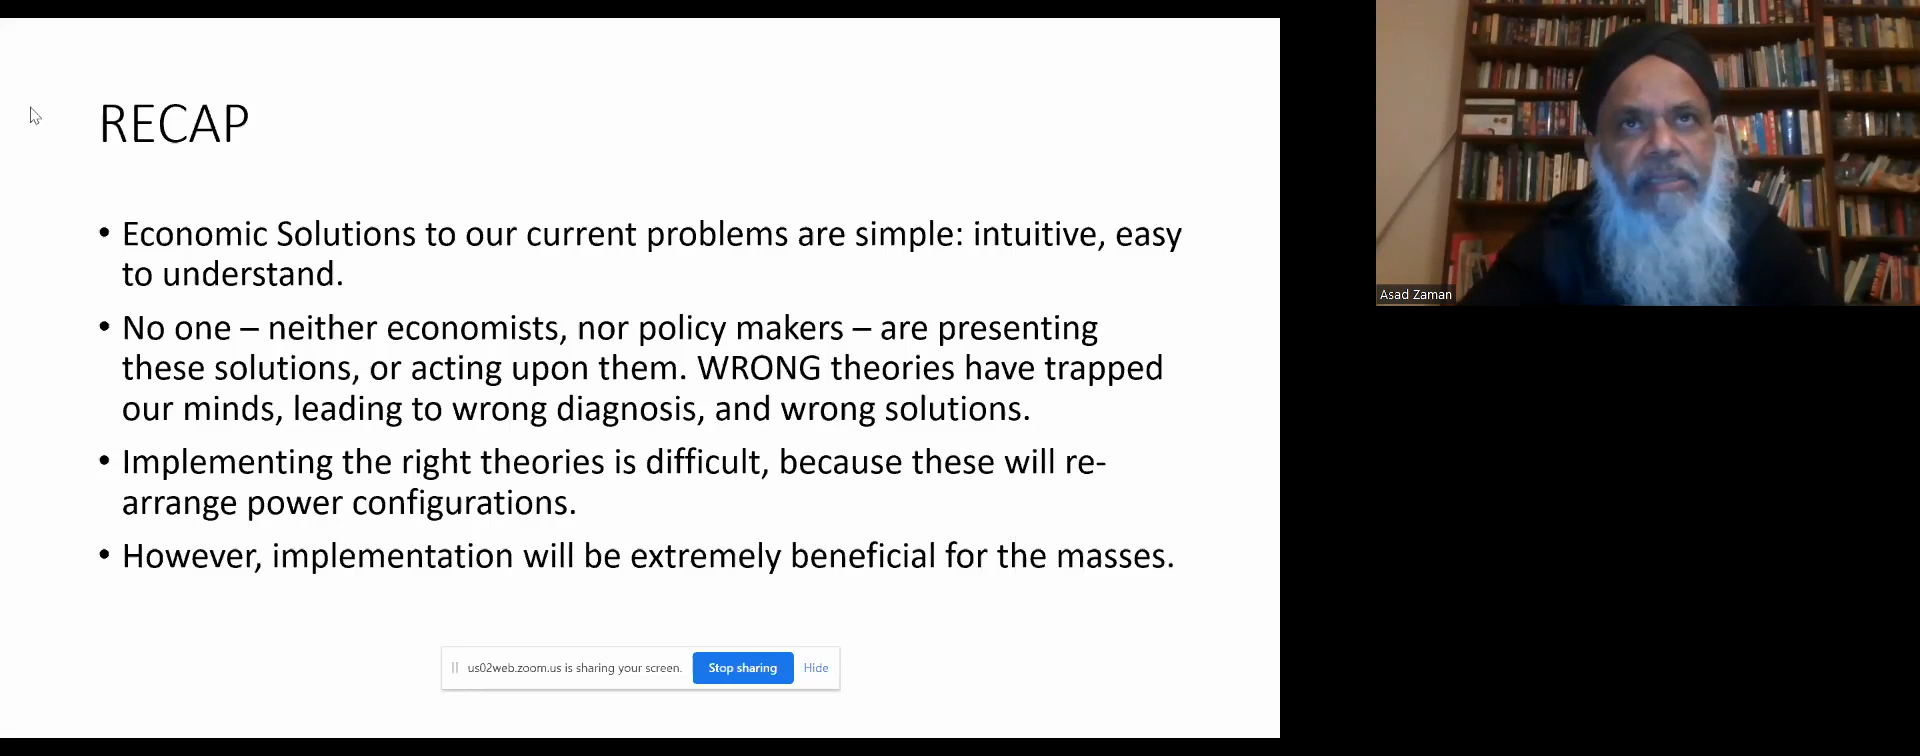 RECAP
• Economic Solutions to our current problems are simple: intuitive, easy
to understand.
• No one – neither economists, nor policy makers – are presenting
these solutions, or acting upon them. WRONG theories have trapped
our minds, leading to wrong diagnosis, and wrong solutions.
• Implementing the right theories is difficult, because these will re-
arrange power configurations.
• However, implementation will be extremely beneficial for the masses.
us02web.zoom.us is sharing your screen. Stop sharing Hide
Asad Zaman